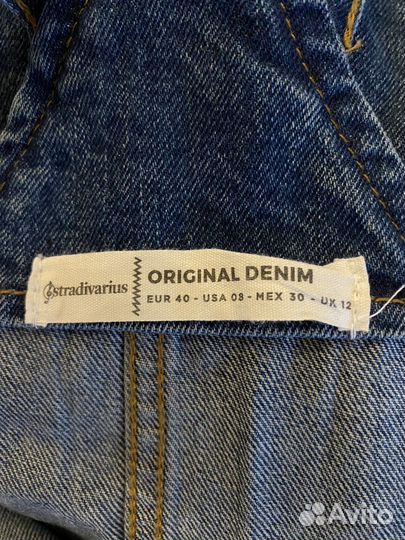 stradivarius
ORIGINAL DENIM
EUR 40 - USA 08 - MEX 30 - UK 12
Avito